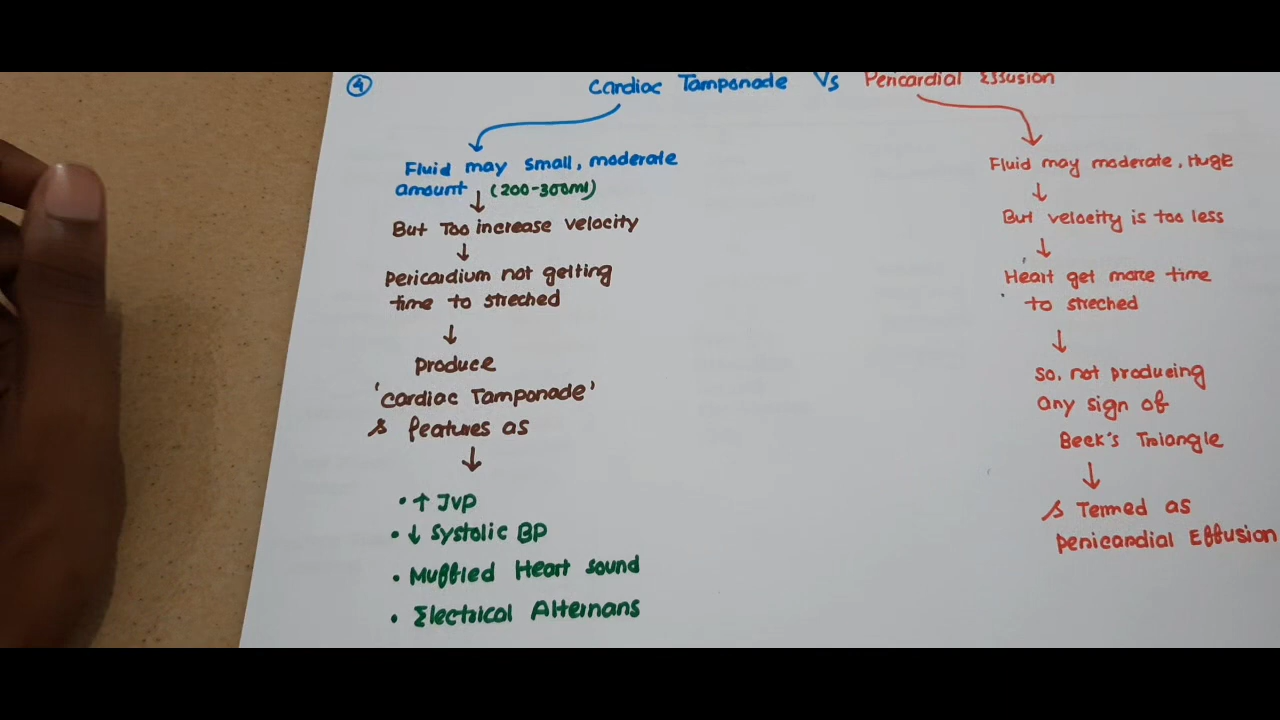 4
Cardiac Tamponade Vs Pericardial Effusion
Fluid may small, moderate
amount (200-300ml)
But Too increase velocity
Pericardium not getting
time to streched
Produce
'cardiac Tamponade'
& features as
• ↑ JVP
• ↓ Systolic BP
• Muffled Heart sound
• Electrical Alternans
Fluid may moderate, Huge
But velocity is too less
Heart get more time
to streched
So, not producing
any sign of
Beck's Triangle
& Termed as
Pericardial Effusion